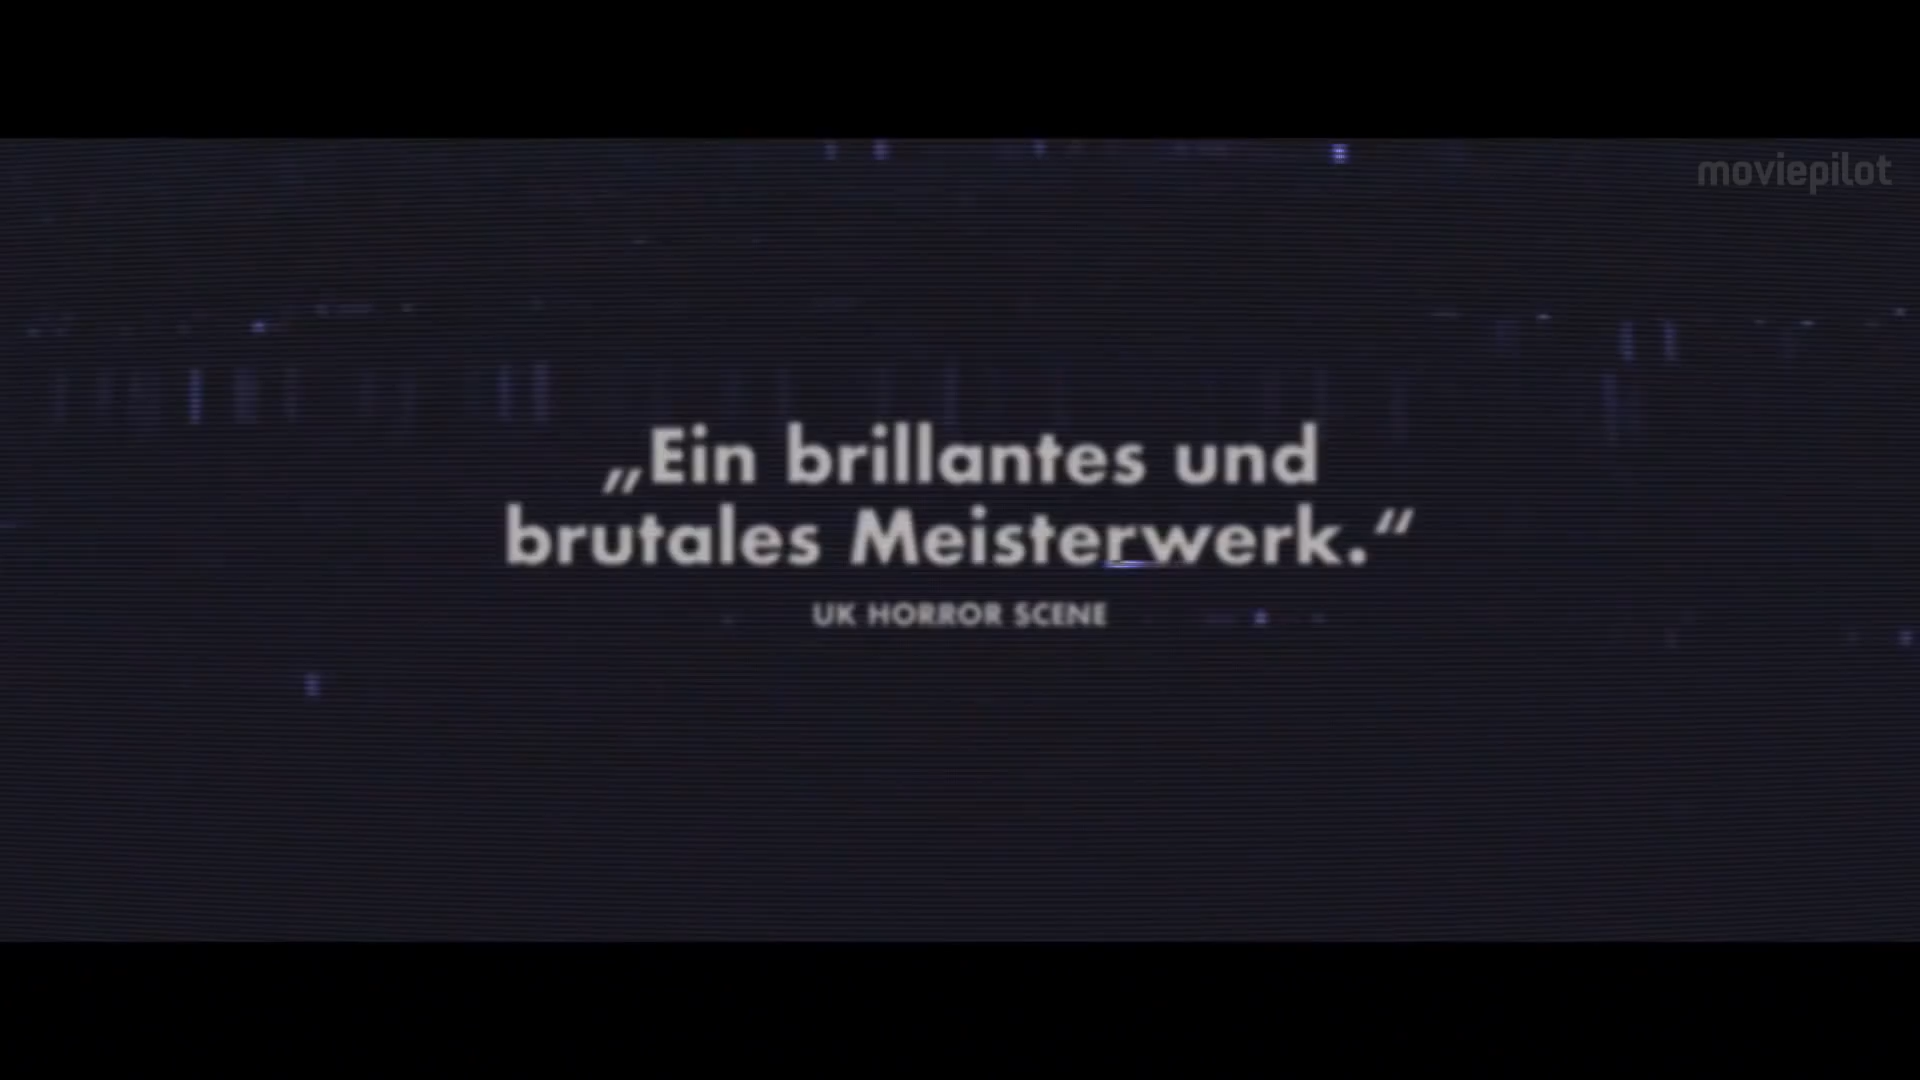 moviepilot
„Ein brillantes und
brutales Meisterwerk.“
UK HORROR SCENE